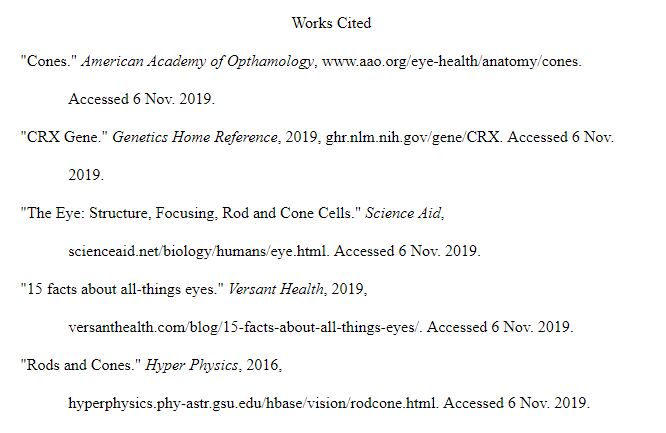 Works Cited
"Cones." American Academy of Opthamology, www.aao.org/eye-health/anatomy/cones.
Accessed 6 Nov. 2019.
"CRX Gene." Genetics Home Reference, 2019, ghr.nlm.nih.gov/gene/CRX. Accessed 6 Nov.
2019.
"The Eye: Structure, Focusing, Rod and Cone Cells." Science Aid,
scienceaid.net/biology/humans/eye.html. Accessed 6 Nov. 2019.
"15 facts about all-things eyes." Versant Health, 2019,
versanthealth.com/blog/15-facts-about-all-things-eyes/. Accessed 6 Nov. 2019.
"Rods and Cones." Hyper Physics, 2016,
hyperphysics.phy-astr.gsu.edu/hbase/vision/rodcone.html. Accessed 6 Nov. 2019.